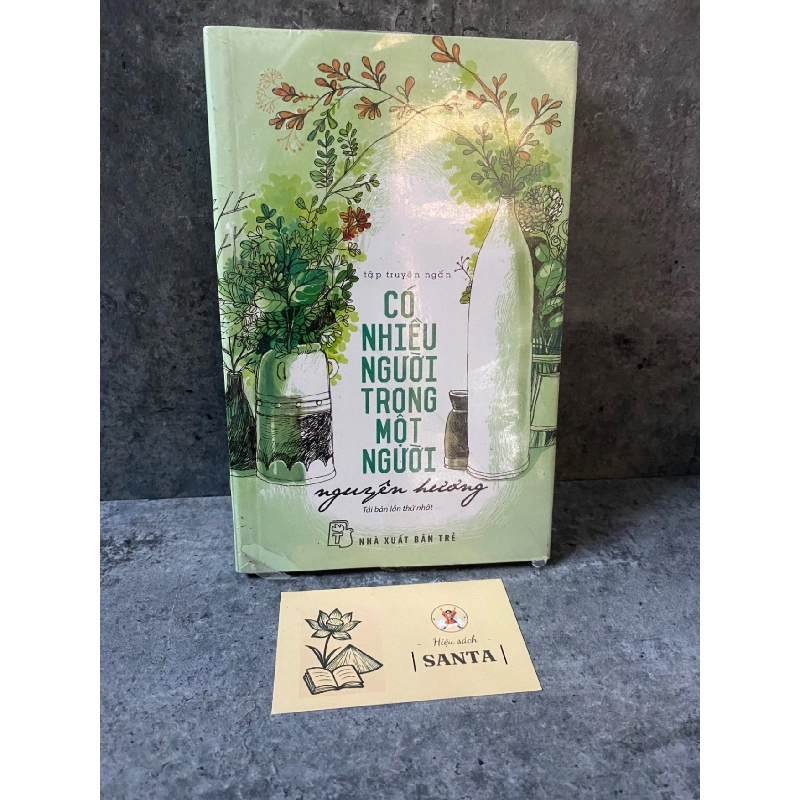 tập truyện ngắn
CÓ
NHIỀU
NGƯỜI
TRONG
MỘT
NGƯỜI
nguyên hương
Tái bản lần thứ nhất
NHÀ XUẤT BẢN TRẺ
Hiệu sách
SANTA